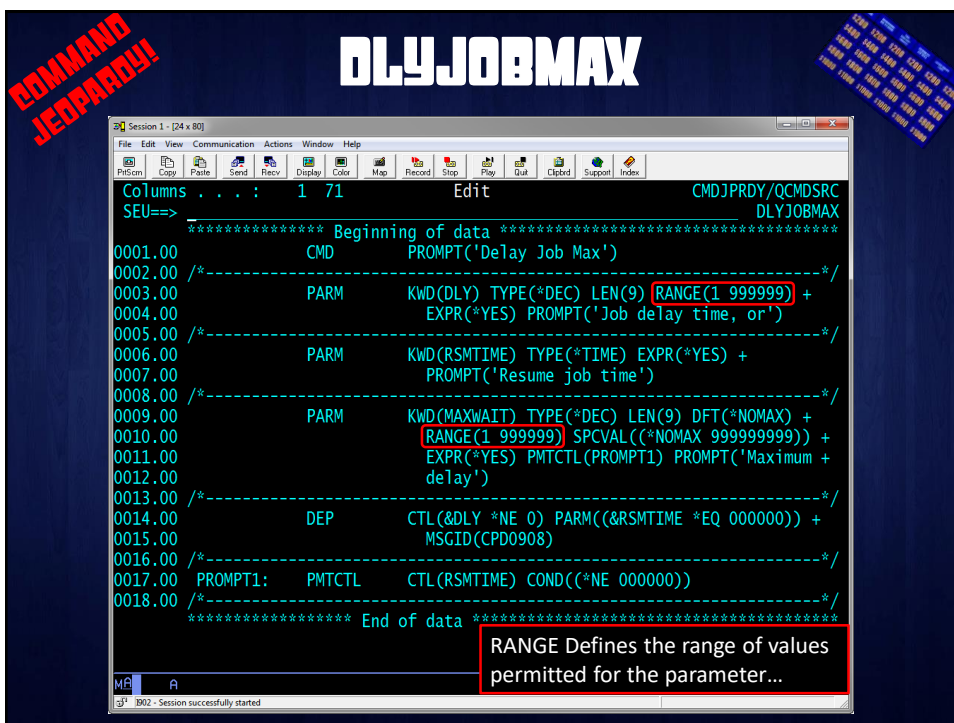 COMMAND
JEOPARDY!
DLYJOBMAX
Session 1 - [24 x 80]
File Edit View Communication Actions Window Help
PrtScrn Copy Paste Send Recv Display Color Map Record Stop Play Quit Clipbrd Support Index
Columns . . . : 1 71 Edit CMDJPRDY/QCMDSRC
SEU==> DLYJOBMAX
*************** Beginning of data *************************************
0001.00 CMD PROMPT('Delay Job Max')
0002.00 /*--------------------------------------------------------------------*/
0003.00 PARM KWD(DLY) TYPE(*DEC) LEN(9) RANGE(1 999999) +
0004.00 EXPR(*YES) PROMPT('Job delay time, or')
0005.00 /*--------------------------------------------------------------------*/
0006.00 PARM KWD(RSMTIME) TYPE(*TIME) EXPR(*YES) +
0007.00 PROMPT('Resume job time')
0008.00 /*--------------------------------------------------------------------*/
0009.00 PARM KWD(MAXWAIT) TYPE(*DEC) LEN(9) DFT(*NOMAX) +
0010.00 RANGE(1 999999) SPCVAL((*NOMAX 999999999)) +
0011.00 EXPR(*YES) PMTCTL(PROMPT1) PROMPT('Maximum +
0012.00 delay')
0013.00 /*--------------------------------------------------------------------*/
0014.00 DEP CTL(&DLY *NE 0) PARM((&RSMTIME *EQ 000000)) +
0015.00 MSGID(CPD0908)
0016.00 /*--------------------------------------------------------------------*/
0017.00 PROMPT1: PMTCTL CTL(RSMTIME) COND((*NE 000000))
0018.00 /*--------------------------------------------------------------------*/
****************** End of data ****************************************
RANGE Defines the range of values
permitted for the parameter…
MA A
I902 - Session successfully started